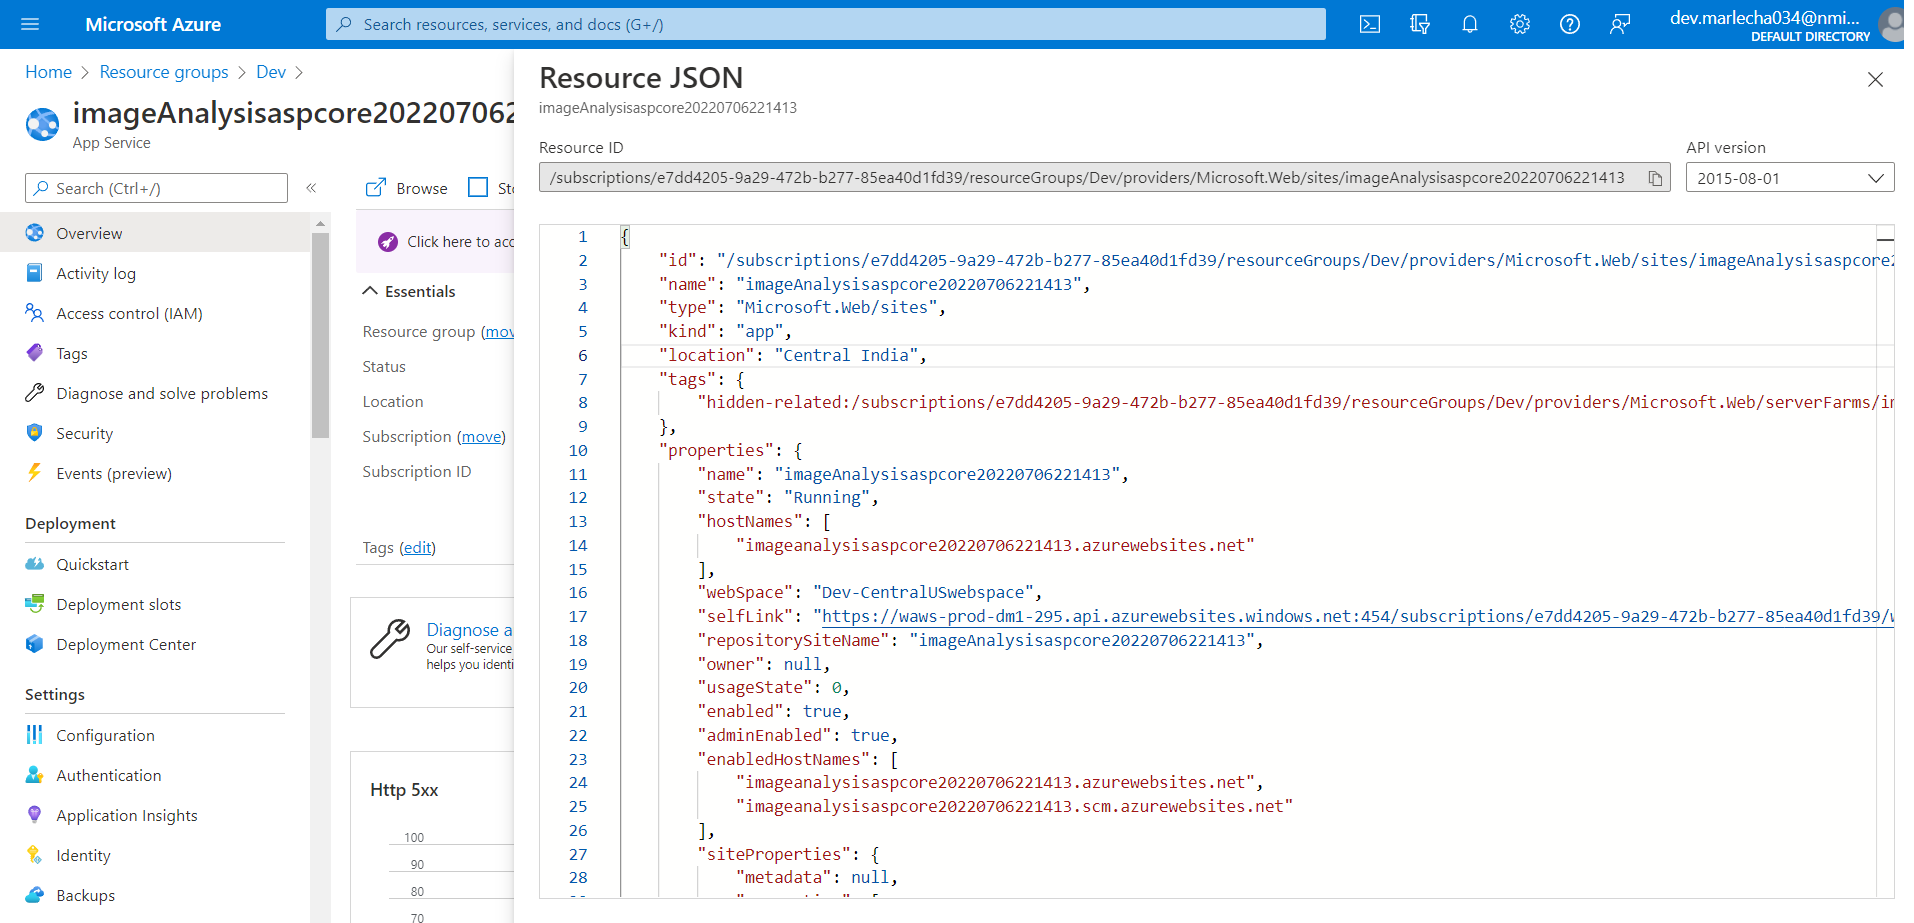 Microsoft Azure
Search resources, services, and docs (G+/)
dev.marlecha034@nmi...
DEFAULT DIRECTORY
Home > Resource groups > Dev >
imageAnalysisaspcore202207062
App Service
Search (Ctrl+/)
«
Overview
Activity log
Access control (IAM)
Tags
Diagnose and solve problems
Security
Events (preview)
Deployment
Quickstart
Deployment slots
Deployment Center
Settings
Configuration
Authentication
Application Insights
Identity
Backups
Browse
Sto
Click here to acc
Essentials
Resource group (mov
Status
Location
Subscription (move)
Subscription ID
Tags (edit)
Diagnose a
Our self-service
helps you identi
Http 5xx
100
90
80
70
Resource JSON
imageAnalysisaspcore20220706221413
Resource ID
API version
/subscriptions/e7dd4205-9a29-472b-b277-85ea40d1fd39/resourceGroups/Dev/providers/Microsoft.Web/sites/imageAnalysisaspcore20220706221413
2015-08-01
1 {
2 "id": "/subscriptions/e7dd4205-9a29-472b-b277-85ea40d1fd39/resourceGroups/Dev/providers/Microsoft.Web/sites/imageAnalysisaspcore2
3 "name": "imageAnalysisaspcore20220706221413",
4 "type": "Microsoft.Web/sites",
5 "kind": "app",
6 "location": "Central India",
7 "tags": {
8 "hidden-related:/subscriptions/e7dd4205-9a29-472b-b277-85ea40d1fd39/resourceGroups/Dev/providers/Microsoft.Web/serverFarms/im
9 },
10 "properties": {
11 "name": "imageAnalysisaspcore20220706221413",
12 "state": "Running",
13 "hostNames": [
14 "imageanalysisaspcore20220706221413.azurewebsites.net"
15 ],
16 "webSpace": "Dev-CentralUSwebspace",
17 "selfLink": "https://waws-prod-dm1-295.api.azurewebsites.windows.net:454/subscriptions/e7dd4205-9a29-472b-b277-85ea40d1fd39/w
18 "repositorySiteName": "imageAnalysisaspcore20220706221413",
19 "owner": null,
20 "usageState": 0,
21 "enabled": true,
22 "adminEnabled": true,
23 "enabledHostNames": [
24 "imageanalysisaspcore20220706221413.azurewebsites.net",
25 "imageanalysisaspcore20220706221413.scm.azurewebsites.net"
26 ],
27 "siteProperties": {
28 "metadata": null,